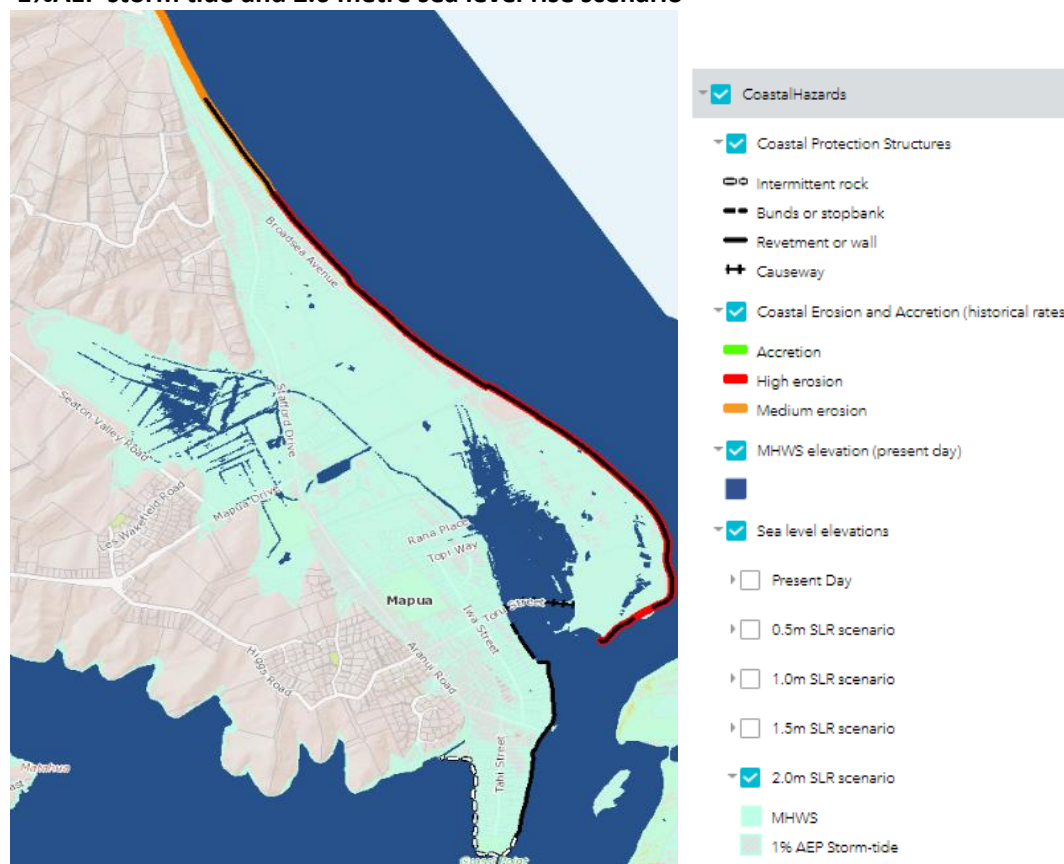 1%AEP storm tide and 2.0 metre sea level rise scenario
Broadsea Avenue
Stafford Drive
Seaton Valley Road
Mapua Drive
Les Wakefield Road
Rana Place
Topi Way
Mapua
Toru Street
Iwa Street
Aranui Road
Higgs Road
Tahi Street
Grossi Point
CoastalHazards
Coastal Protection Structures
Intermittent rock
Bunds or stopbank
Revetment or wall
Causeway
Coastal Erosion and Accretion (historical rates
Accretion
High erosion
Medium erosion
MHWS elevation (present day)
Sea level elevations
Present Day
0.5m SLR scenario
1.0m SLR scenario
1.5m SLR scenario
2.0m SLR scenario
MHWS
1% AEP Storm-tide